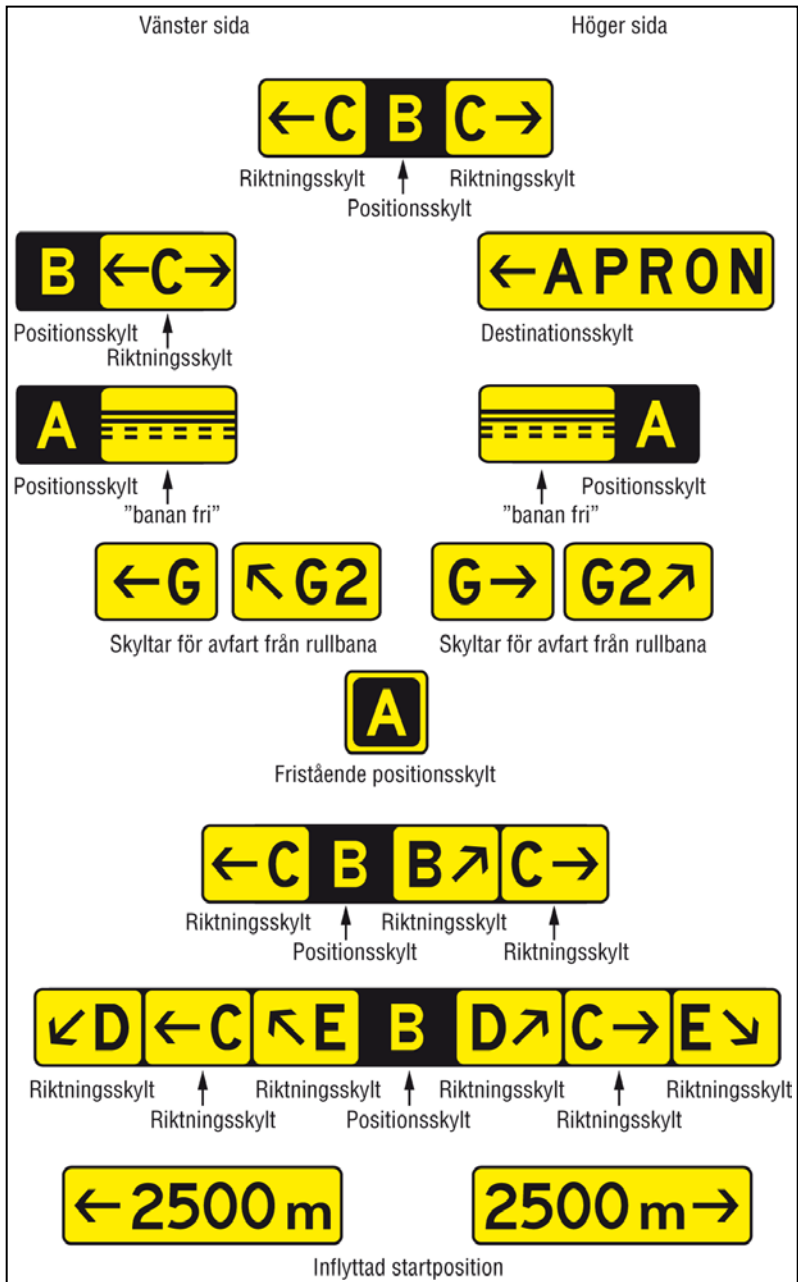 Vänster sida Höger sida
←C B C→
Riktningsskylt Riktningsskylt
Positionsskylt
B ←C→ ←APRON
Positionsskylt Destinationsskylt
Riktningsskylt
A A
Positionsskylt Positionsskylt
”banan fri” ”banan fri”
←G ↖G2 G→ G2↗
Skyltar för avfart från rullbana Skyltar för avfart från rullbana
A
Fristående positionsskylt
←C B B↗ C→
Riktningsskylt Riktningsskylt
Positionsskylt Riktningsskylt
↙D ←C ↖E B D↗ C→ E↘
Riktningsskylt Riktningsskylt Riktningsskylt Riktningsskylt
Riktningsskylt Positionsskylt Riktningsskylt
←2500 m 2500 m→
Inflyttad startposition